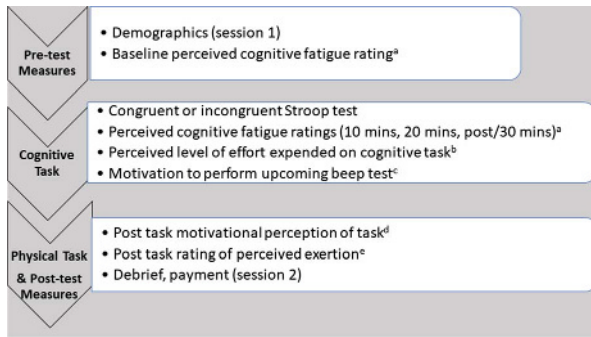 Pre-test
Measures
• Demographics (session 1)
• Baseline perceived cognitive fatigue ratingᵃ
Cognitive
Task
• Congruent or incongruent Stroop test
• Perceived cognitive fatigue ratings (10 mins, 20 mins, post/30 mins)ᵃ
• Perceived level of effort expended on cognitive taskᵇ
• Motivation to perform upcoming beep testᶜ
Physical Task
& Post-test
Measures
• Post task motivational perception of taskᵈ
• Post task rating of perceived exertionᵉ
• Debrief, payment (session 2)